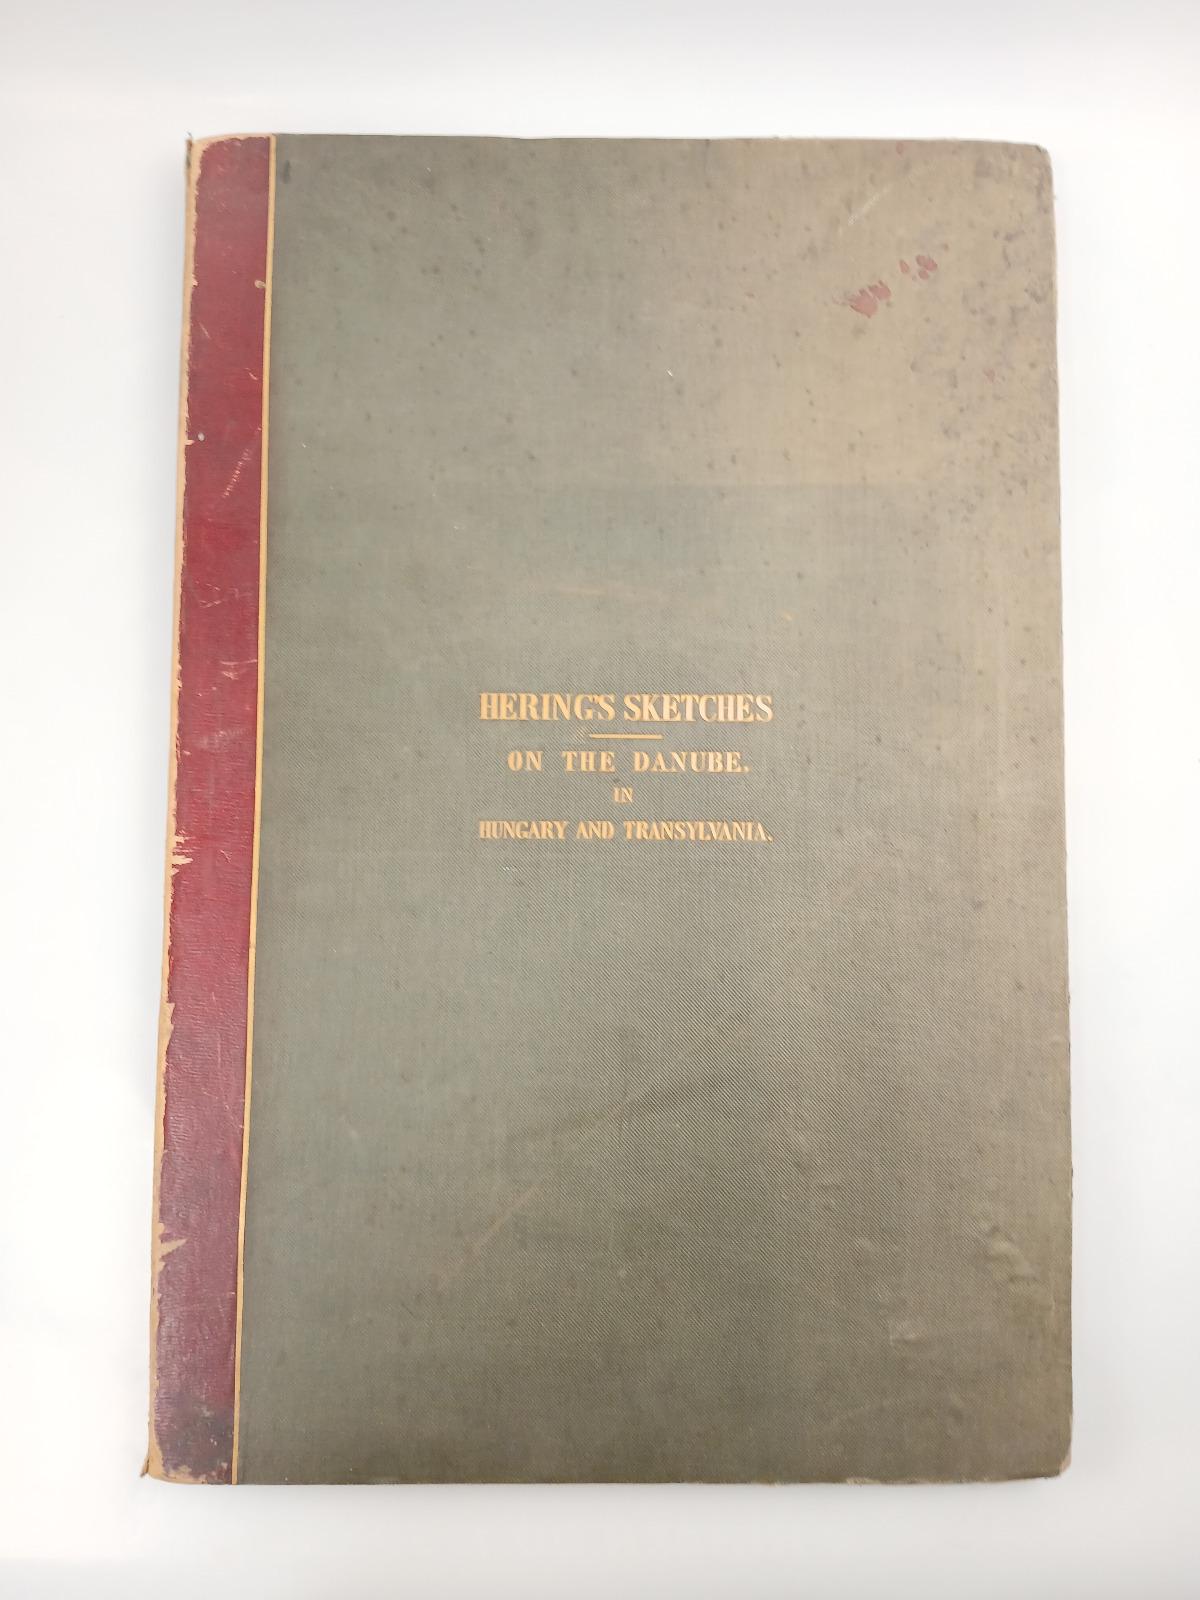 HERING'S SKETCHES
ON THE DANUBE,
IN
HUNGARY AND TRANSYLVANIA.